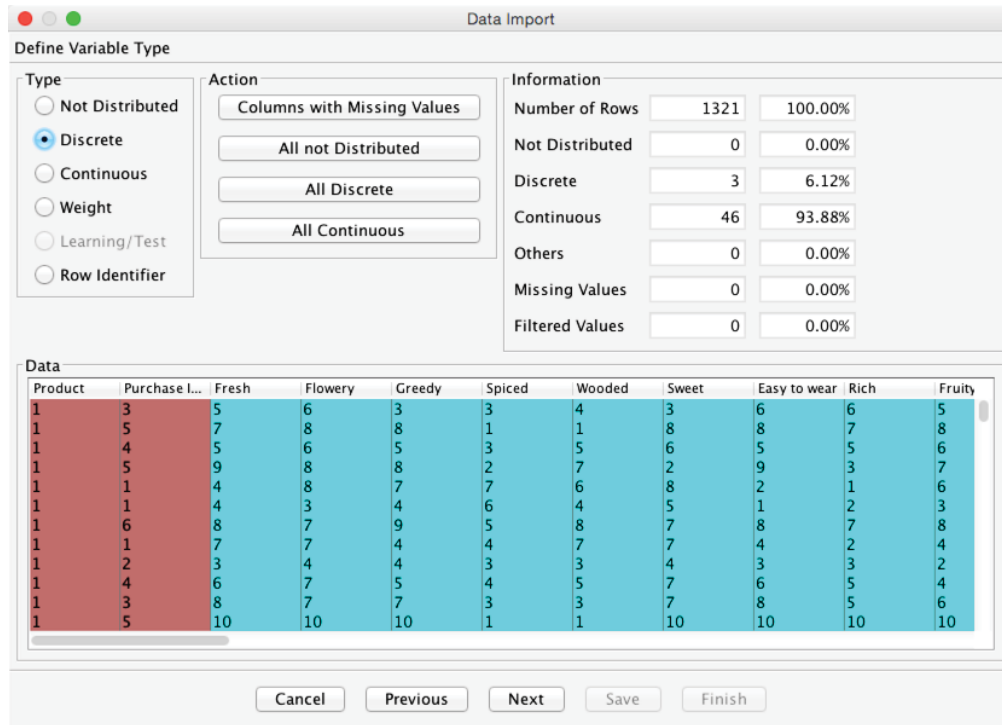 Data Import
Define Variable Type
Type
Not Distributed
Discrete
Continuous
Weight
Learning/Test
Row Identifier
Action
Columns with Missing Values
All not Distributed
All Discrete
All Continuous
Information
Number of Rows 1321 100.00%
Not Distributed 0 0.00%
Discrete 3 6.12%
Continuous 46 93.88%
Others 0 0.00%
Missing Values 0 0.00%
Filtered Values 0 0.00%
Data
Product Purchase I... Fresh Flowery Greedy Spiced Wooded Sweet Easy to wear Rich Fruity
1 3 5 6 3 3 4 3 6 6 5
1 5 7 8 8 1 1 8 8 7 8
1 4 5 6 5 3 5 6 5 5 6
1 5 9 8 8 2 7 2 9 3 7
1 1 4 8 7 7 6 8 2 1 6
1 1 4 3 4 6 4 5 1 2 3
1 6 8 7 9 5 8 7 8 7 8
1 1 7 7 4 4 7 7 4 2 4
1 2 3 4 4 3 3 4 3 3 2
1 4 6 7 5 4 5 7 6 5 4
1 3 8 7 7 3 3 7 8 5 6
1 5 10 10 10 1 1 10 10 10 10
Cancel Previous Next Save Finish